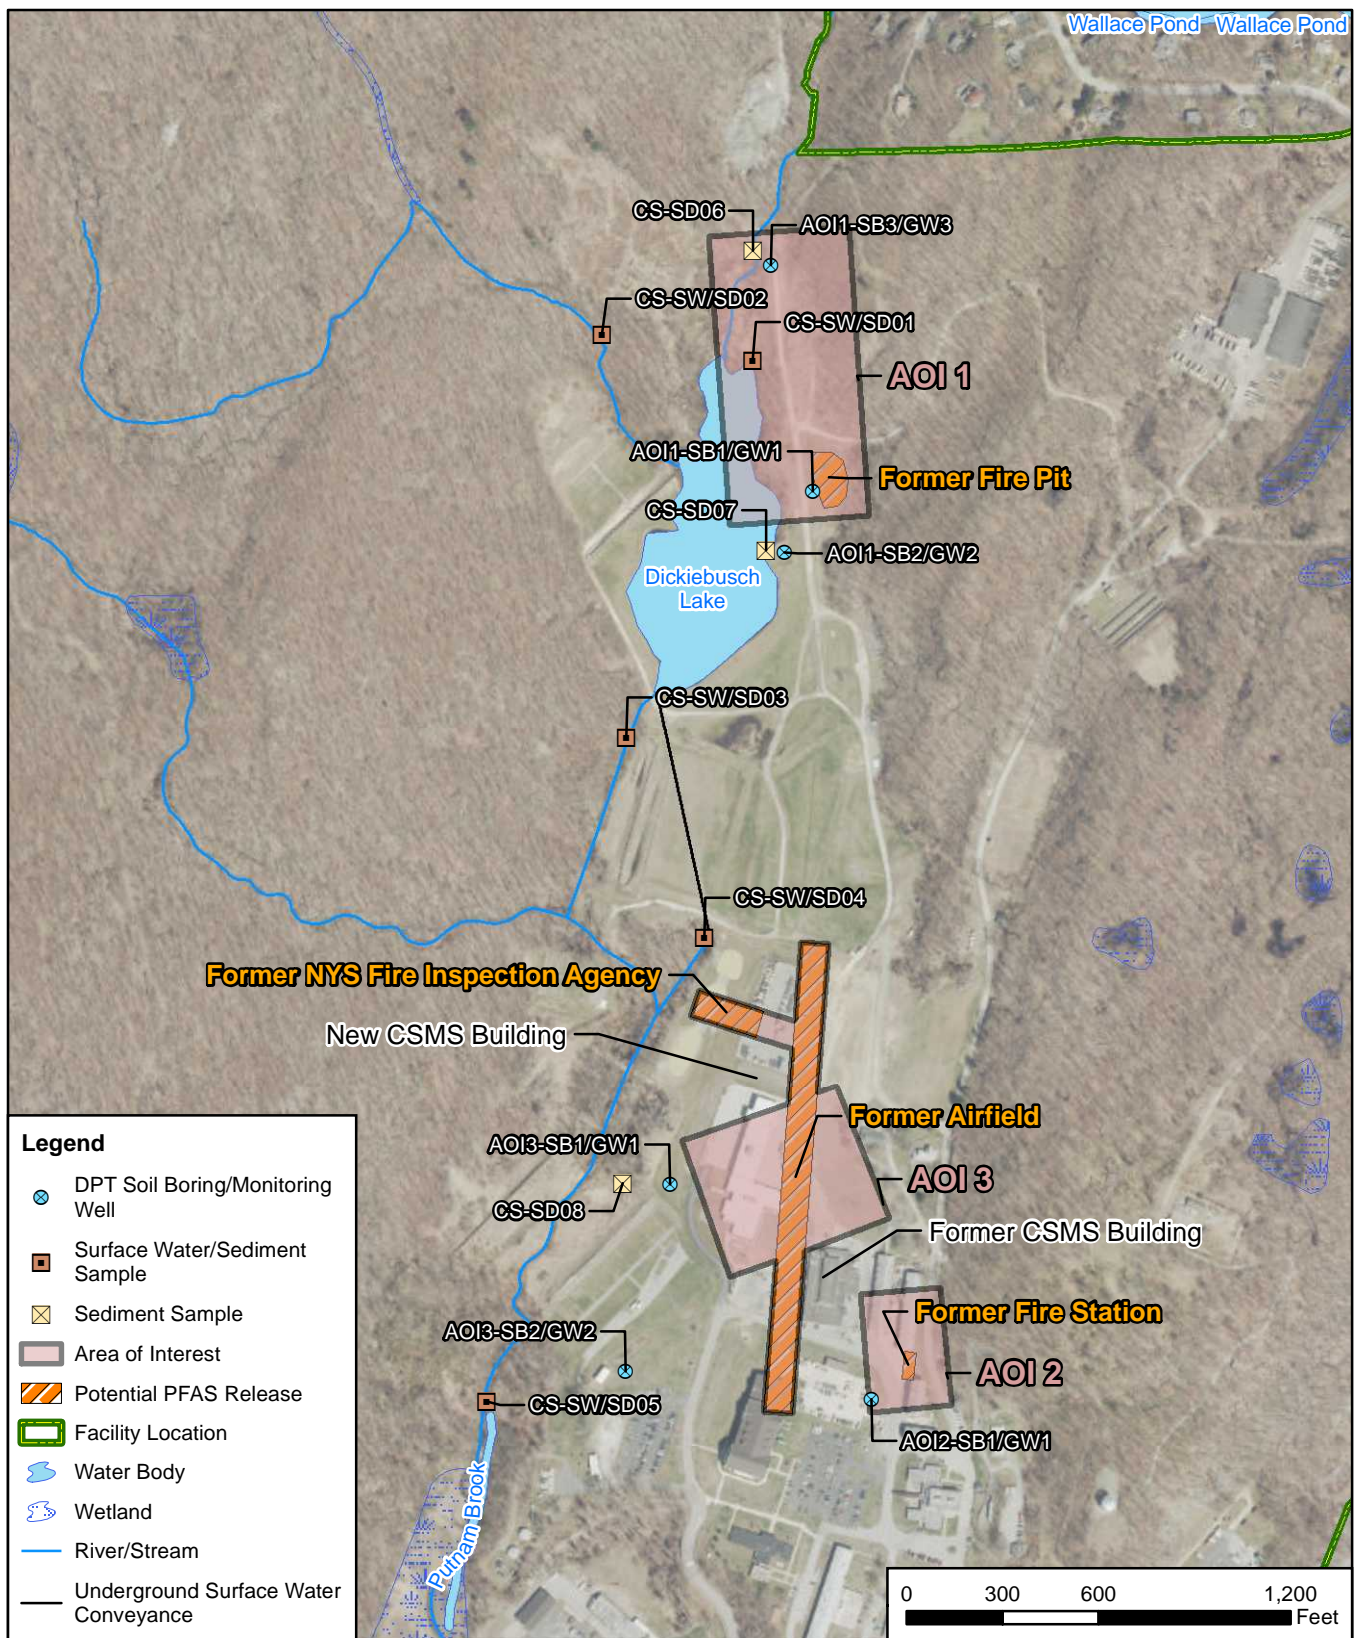 Wallace Pond
Wallace Pond
CS-SD06
AOI1-SB3/GW3
CS-SW/SD02
CS-SW/SD01
AOI 1
AOI1-SB1/GW1
Former Fire Pit
CS-SD07
AOI1-SB2/GW2
Dickiebusch
Lake
CS-SW/SD03
CS-SW/SD04
Former NYS Fire Inspection Agency
New CSMS Building
Former Airfield
AOI3-SB1/GW1
AOI 3
CS-SD08
Former CSMS Building
Former Fire Station
AOI3-SB2/GW2
AOI 2
CS-SW/SD05
AOI2-SB1/GW1
Putnam Brook
Legend
DPT Soil Boring/Monitoring
Well
Surface Water/Sediment
Sample
Sediment Sample
Area of Interest
Potential PFAS Release
Facility Location
Water Body
Wetland
River/Stream
Underground Surface Water
Conveyance
0 300 600 1,200
Feet